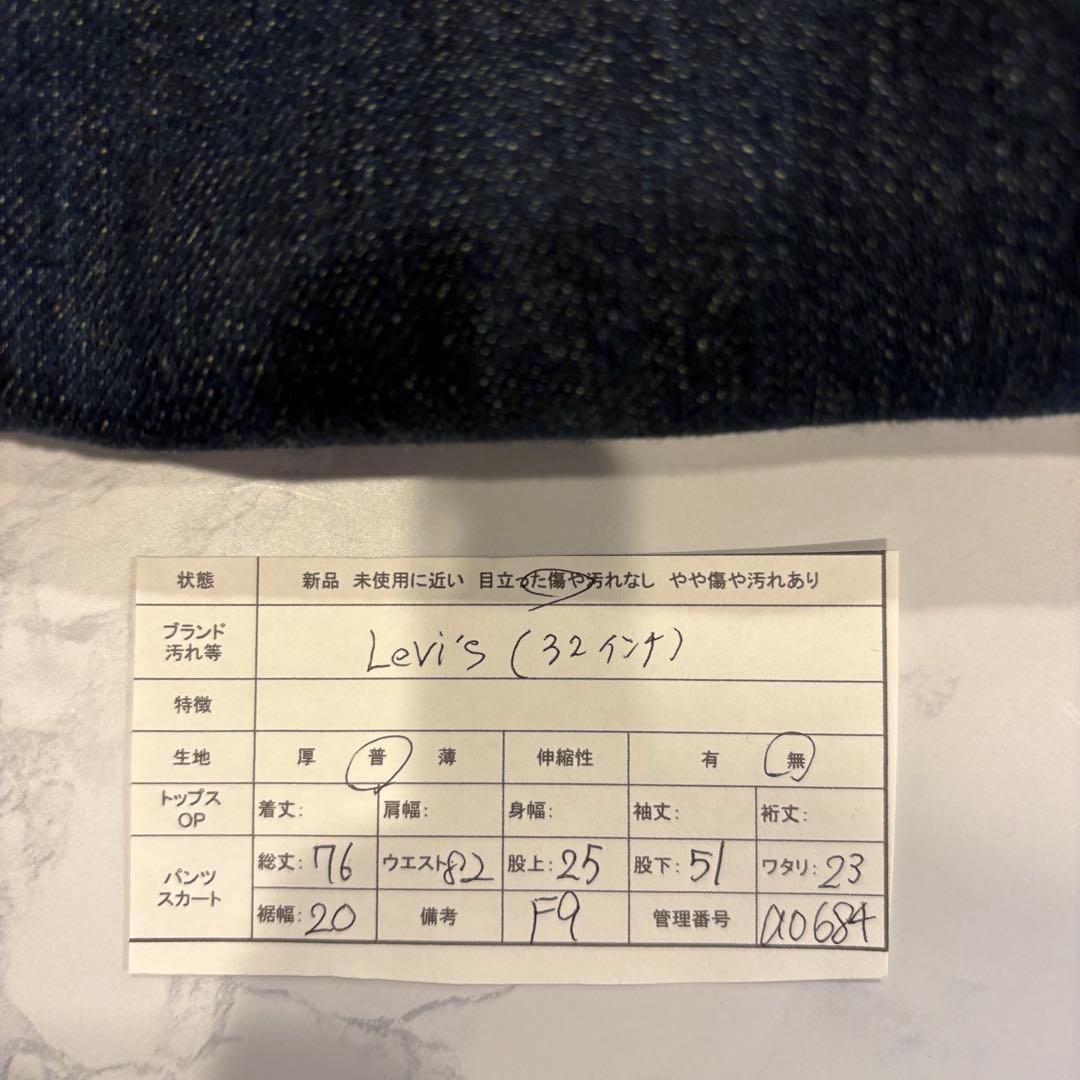 状態 新品 未使用に近い 目立った傷や汚れなし やや傷や汚れあり
ブランド
汚れ等 Levi's (32インチ)
特徴
生地 厚 普 薄 伸縮性 有 無
トップス
OP 着丈: 肩幅: 身幅: 袖丈: 裄丈:
パンツ
スカート 総丈: 76 ウエスト 82 股上: 25 股下: 51 ワタリ: 23
裾幅: 20 備考 F9 管理番号 a0684